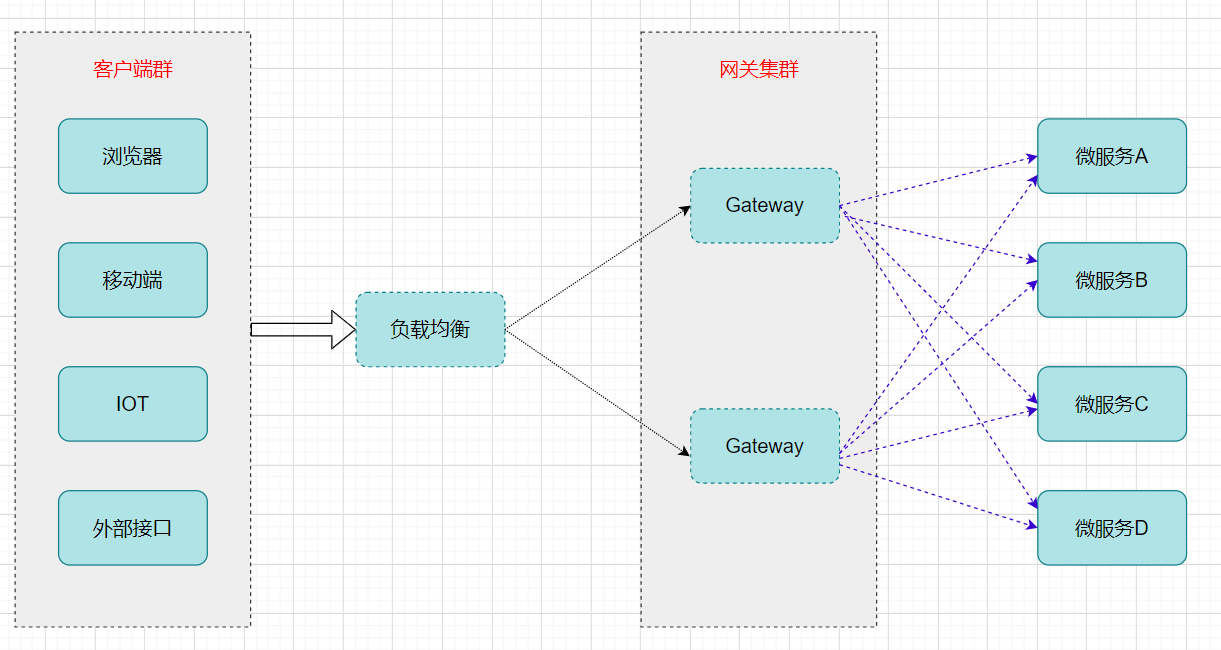 客户端群
浏览器
移动端
IOT
外部接口
负载均衡
网关集群
Gateway
Gateway
微服务A
微服务B
微服务C
微服务D